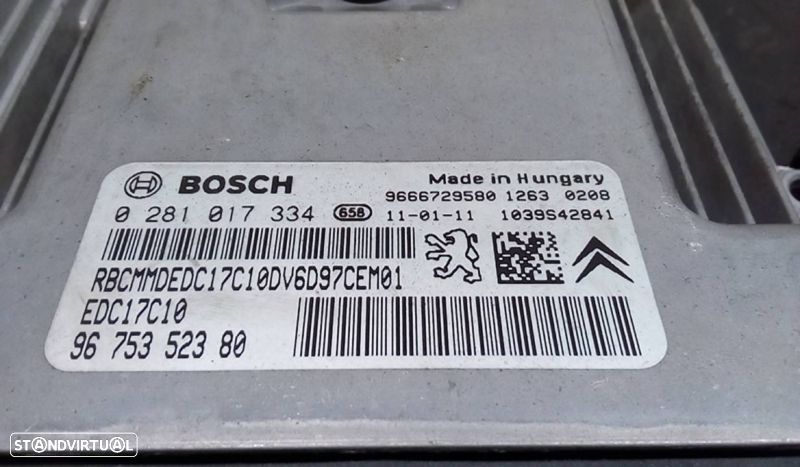 BOSCH
Made in Hungary
9666729580 1263 0208
0 281 017 334 658 11-01-11 1039S42841
RBCMMDEDC17C10DV6D97CEM01
EDC17C10
96 753 523 80
STANDVIRTUAL